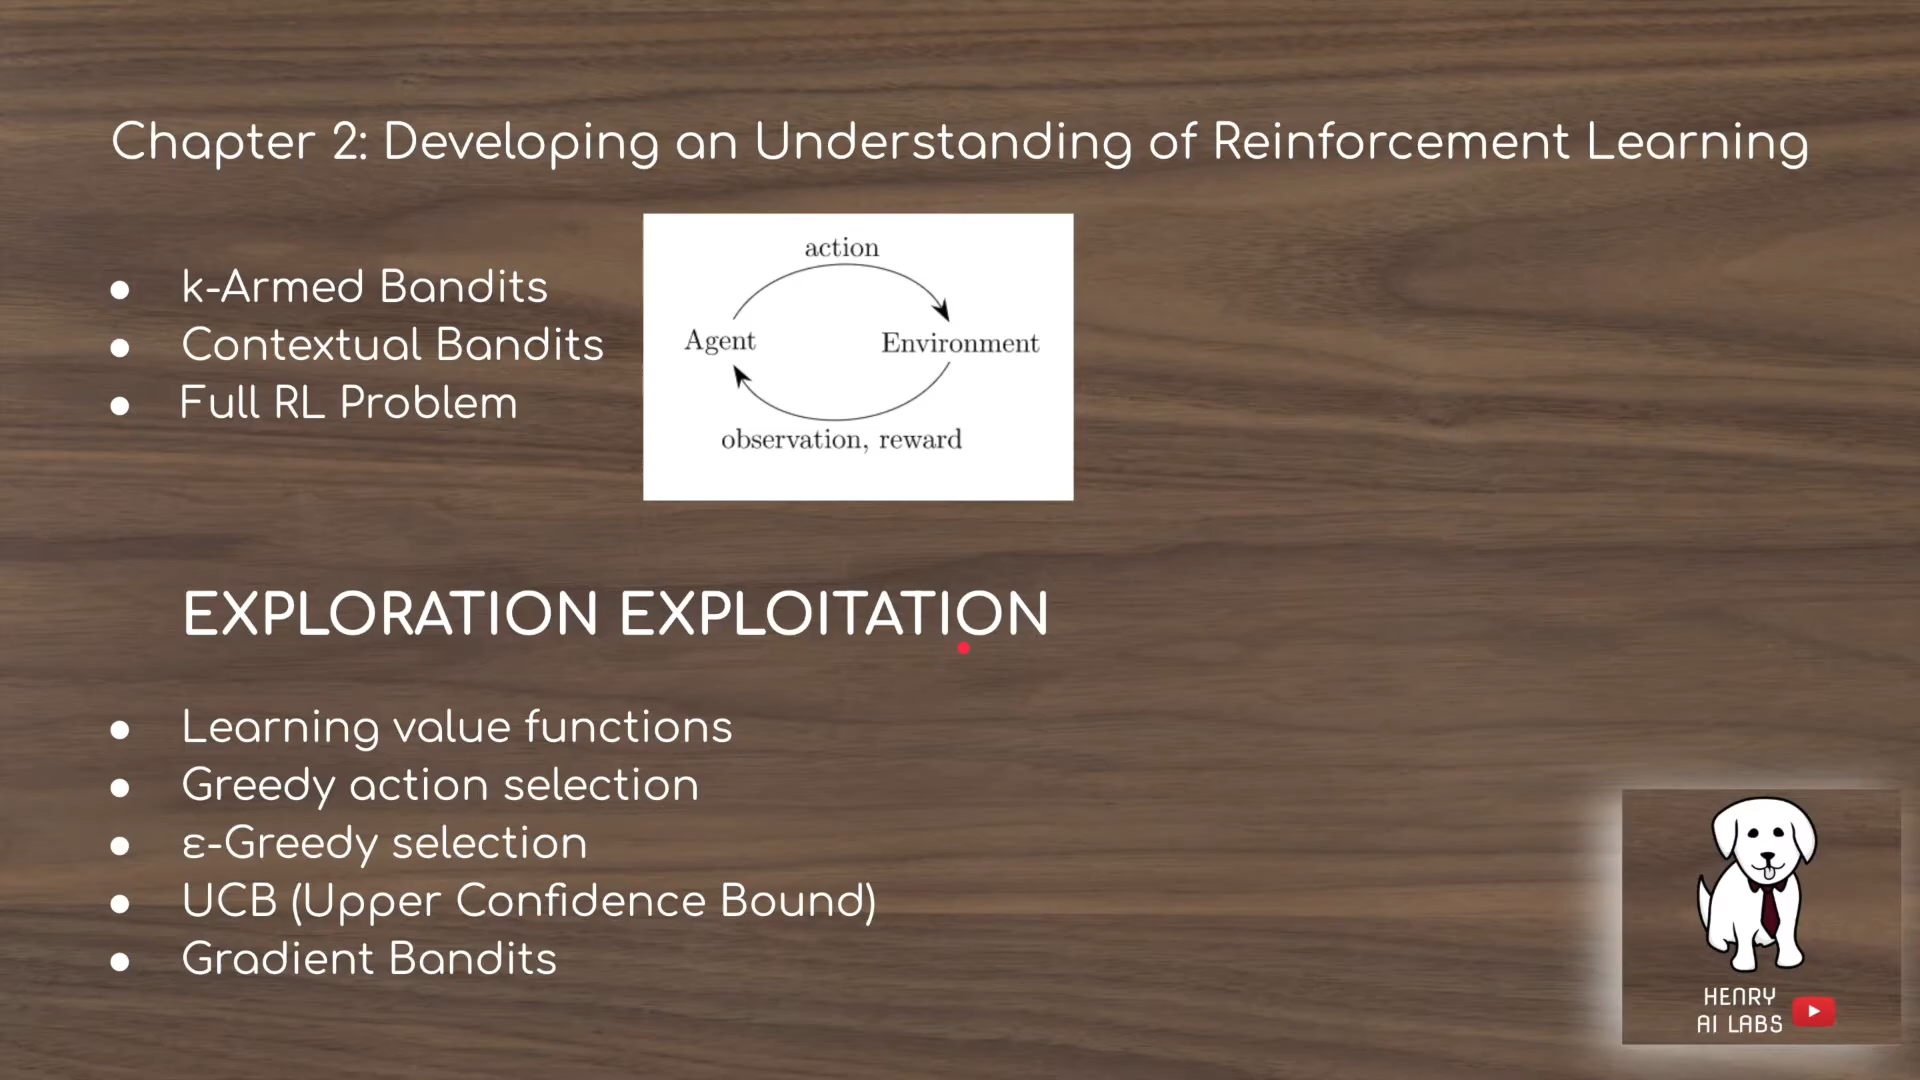 Chapter 2: Developing an Understanding of Reinforcement Learning
● k-Armed Bandits
● Contextual Bandits
● Full RL Problem
action
Agent
Environment
observation, reward
EXPLORATION EXPLOITATION
● Learning value functions
● Greedy action selection
● ε-Greedy selection
● UCB (Upper Confidence Bound)
● Gradient Bandits
HENRY
AI LABS